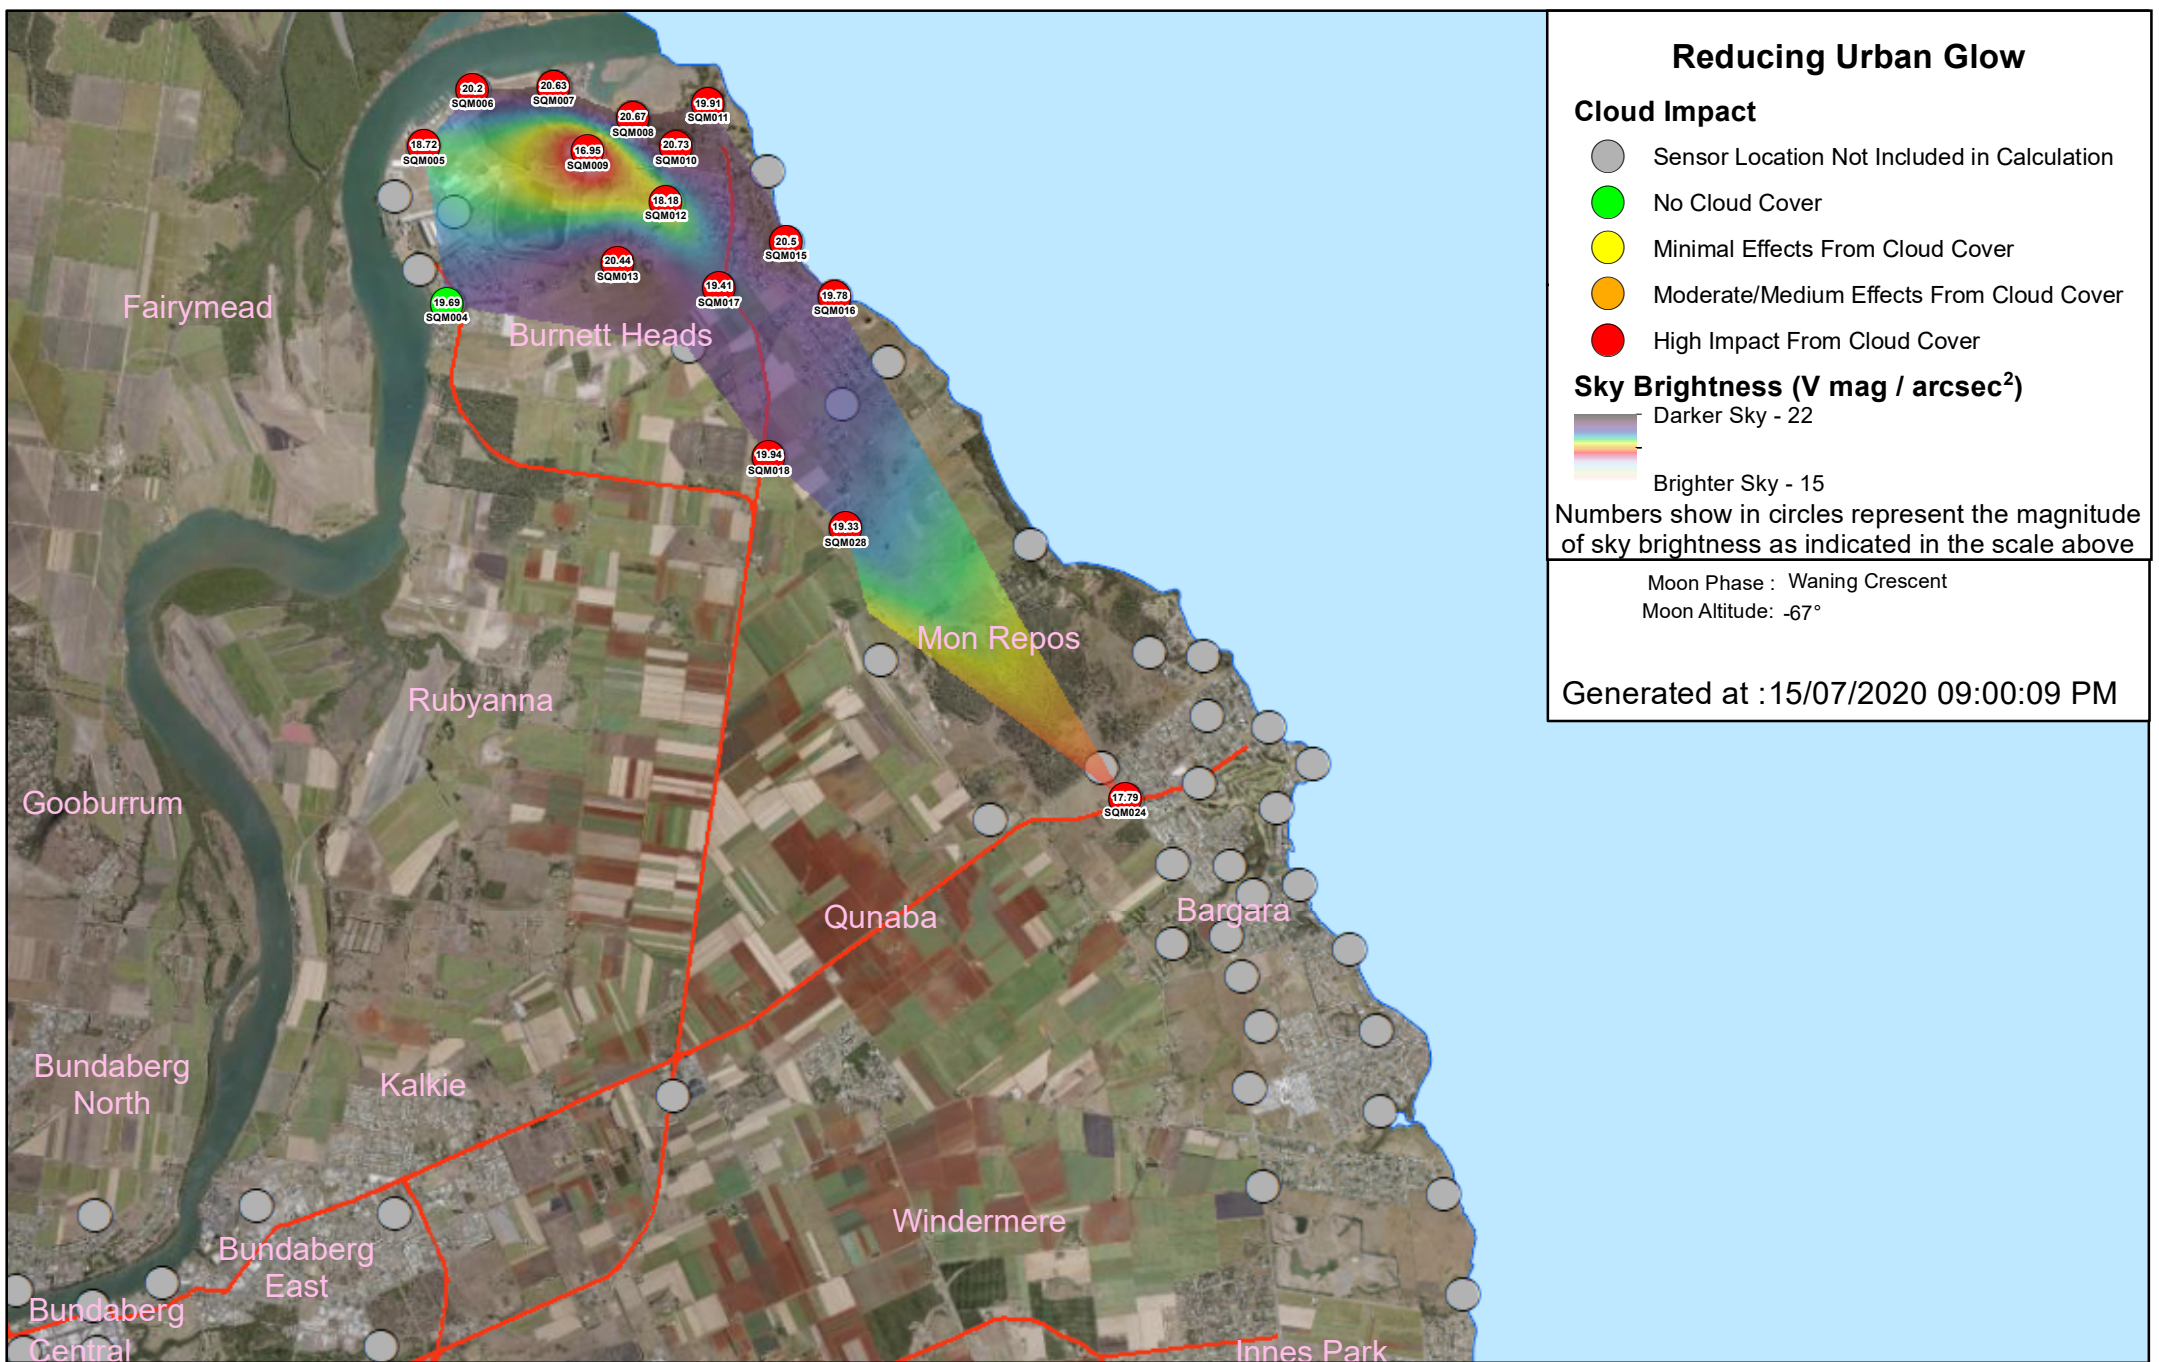 Reducing Urban Glow
Cloud Impact
Sensor Location Not Included in Calculation
No Cloud Cover
Minimal Effects From Cloud Cover
Moderate/Medium Effects From Cloud Cover
High Impact From Cloud Cover
Sky Brightness (V mag / arcsec²)
Darker Sky - 22
Brighter Sky - 15
Numbers show in circles represent the magnitude
of sky brightness as indicated in the scale above
Moon Phase : Waning Crescent
Moon Altitude: -67°
Generated at :15/07/2020 09:00:09 PM
20.2
SQM006
20.63
SQM007
20.67
SQM008
19.91
SQM011
18.72
SQM005
16.95
SQM009
20.73
SQM010
18.18
SQM012
20.5
SQM015
20.44
SQM013
19.41
SQM017
19.78
SQM016
19.69
SQM004
Fairymead
Burnett Heads
19.94
SQM018
19.33
SQM028
Mon Repos
Rubyanna
Gooburrum
17.79
SQM024
Qunaba
Bargara
Bundaberg
North
Kalkie
Windermere
Bundaberg
East
Bundaberg
Central
Innes Park